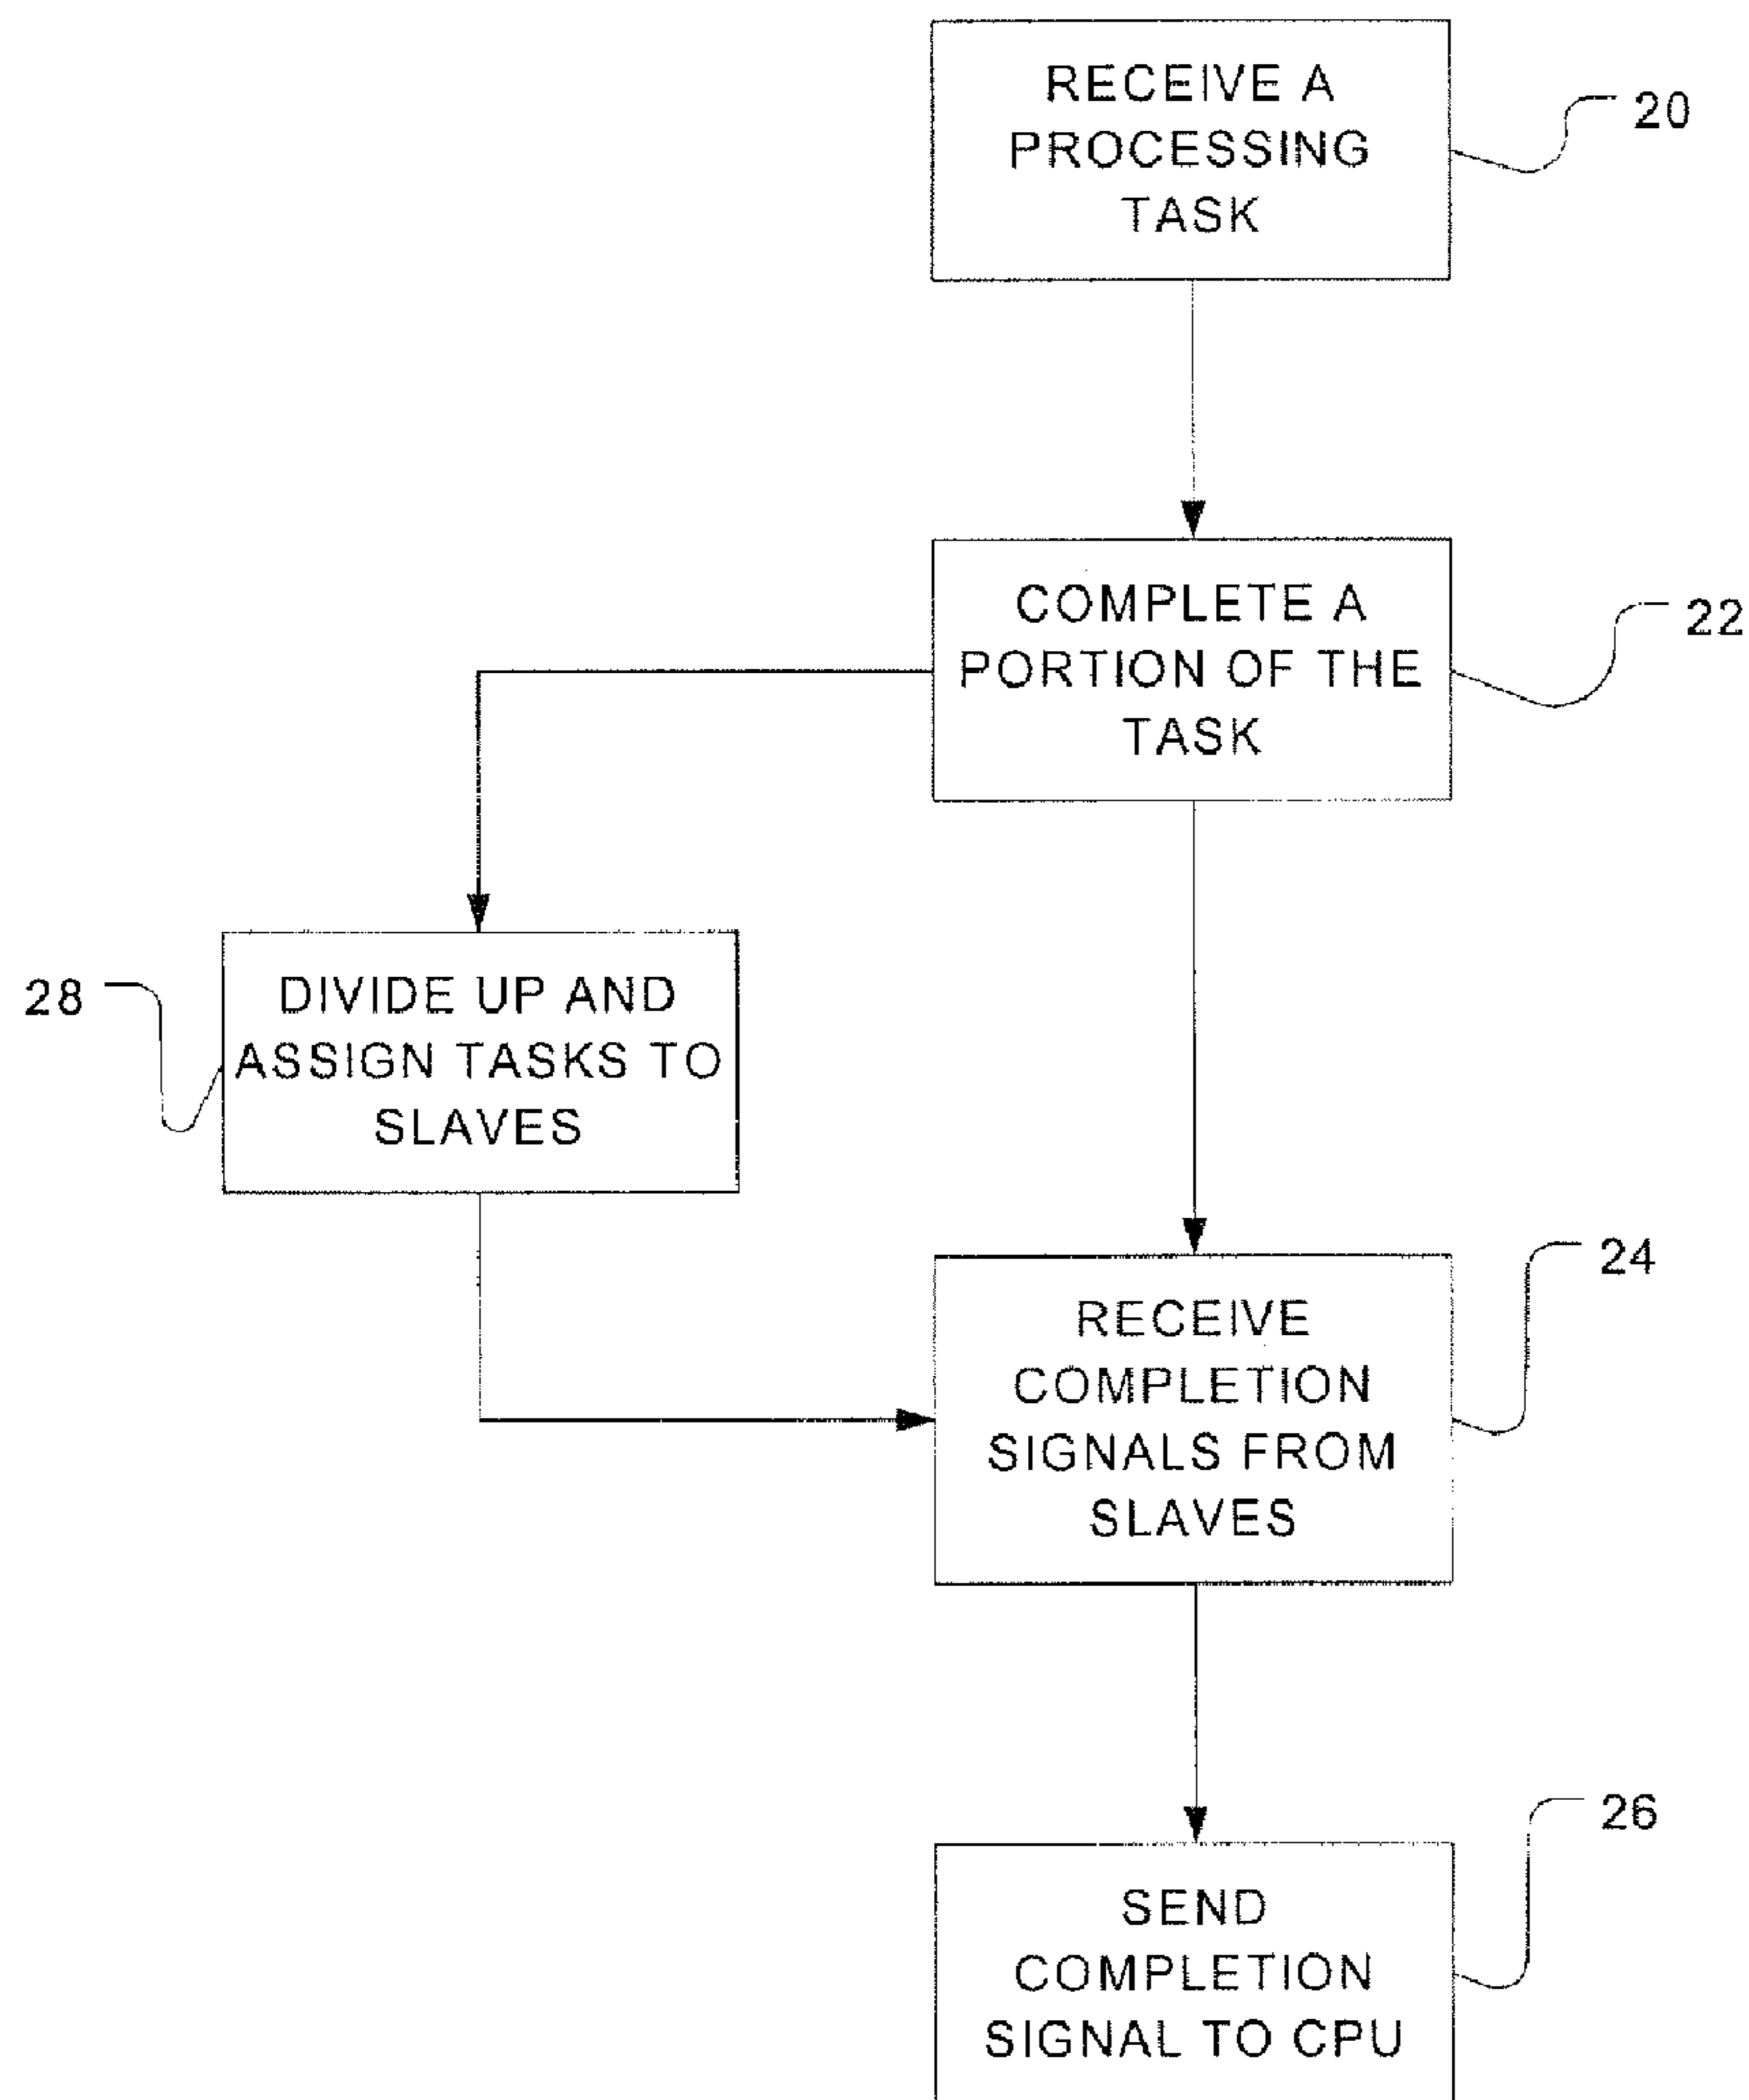 RECEIVE A
PROCESSING
TASK
20
COMPLETE A
PORTION OF THE
TASK
22
28
DIVIDE UP AND
ASSIGN TASKS TO
SLAVES
RECEIVE
COMPLETION
SIGNALS FROM
SLAVES
24
SEND
COMPLETION
SIGNAL TO CPU
26